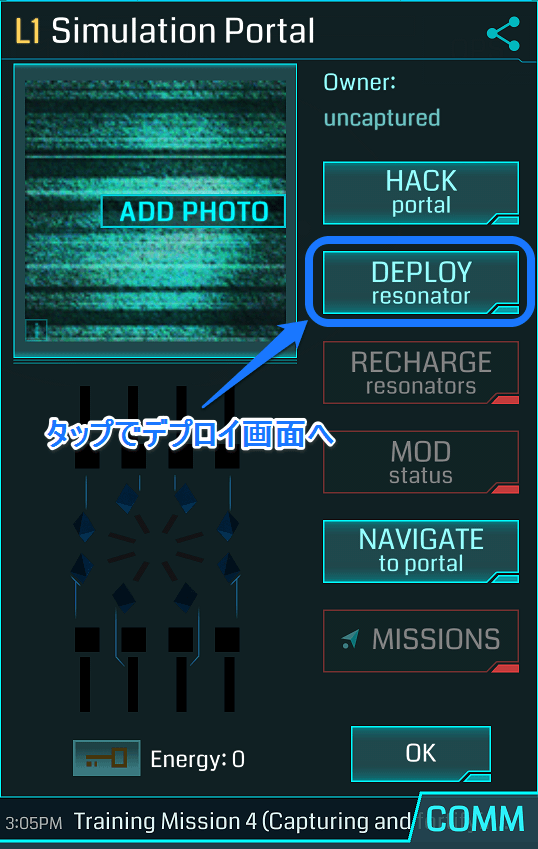 L1 Simulation Portal
ADD PHOTO
Owner:
uncaptured
HACK
portal
DEPLOY
resonator
RECHARGE
resonators
タップでデプロイ画面へ
MOD
status
NAVIGATE
to portal
MISSIONS
Energy: 0
OK
3:05PM Training Mission 4 (Capturing and
COMM